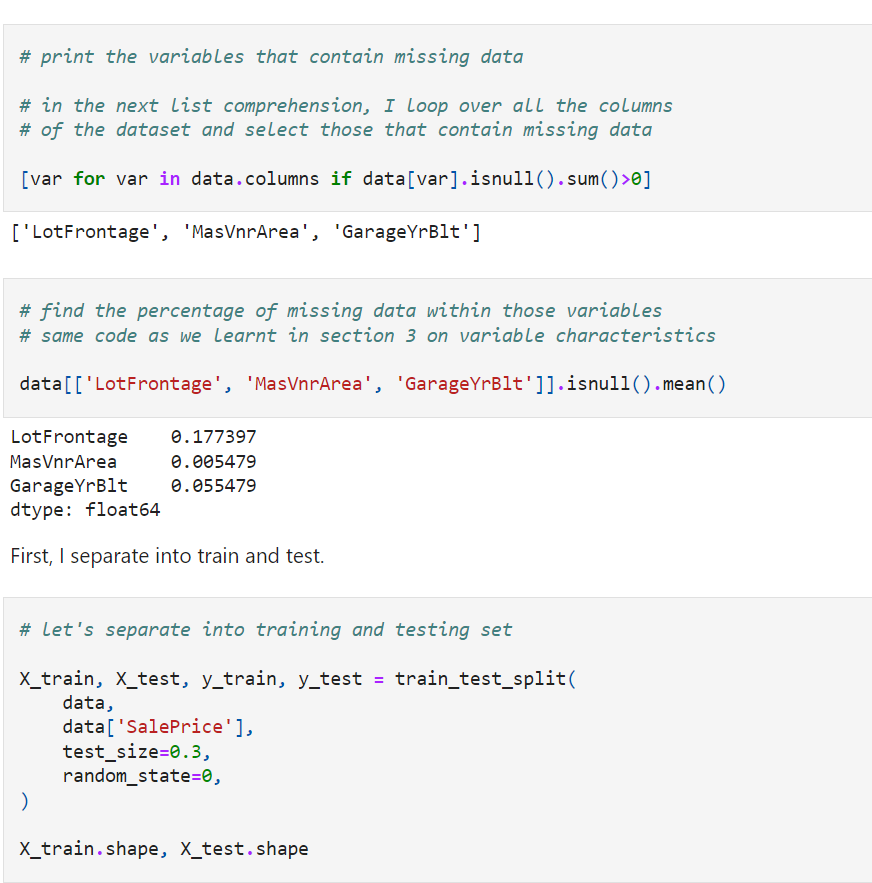 # print the variables that contain missing data
# in the next list comprehension, I loop over all the columns
# of the dataset and select those that contain missing data
[var for var in data.columns if data[var].isnull().sum()>0]
['LotFrontage', 'MasVnrArea', 'GarageYrBlt']
# find the percentage of missing data within those variables
# same code as we learnt in section 3 on variable characteristics
data[['LotFrontage', 'MasVnrArea', 'GarageYrBlt']].isnull().mean()
LotFrontage    0.177397
MasVnrArea     0.005479
GarageYrBlt    0.055479
dtype: float64
First, I separate into train and test.
# let's separate into training and testing set
X_train, X_test, y_train, y_test = train_test_split(
    data,
    data['SalePrice'],
    test_size=0.3,
    random_state=0,
)
X_train.shape, X_test.shape